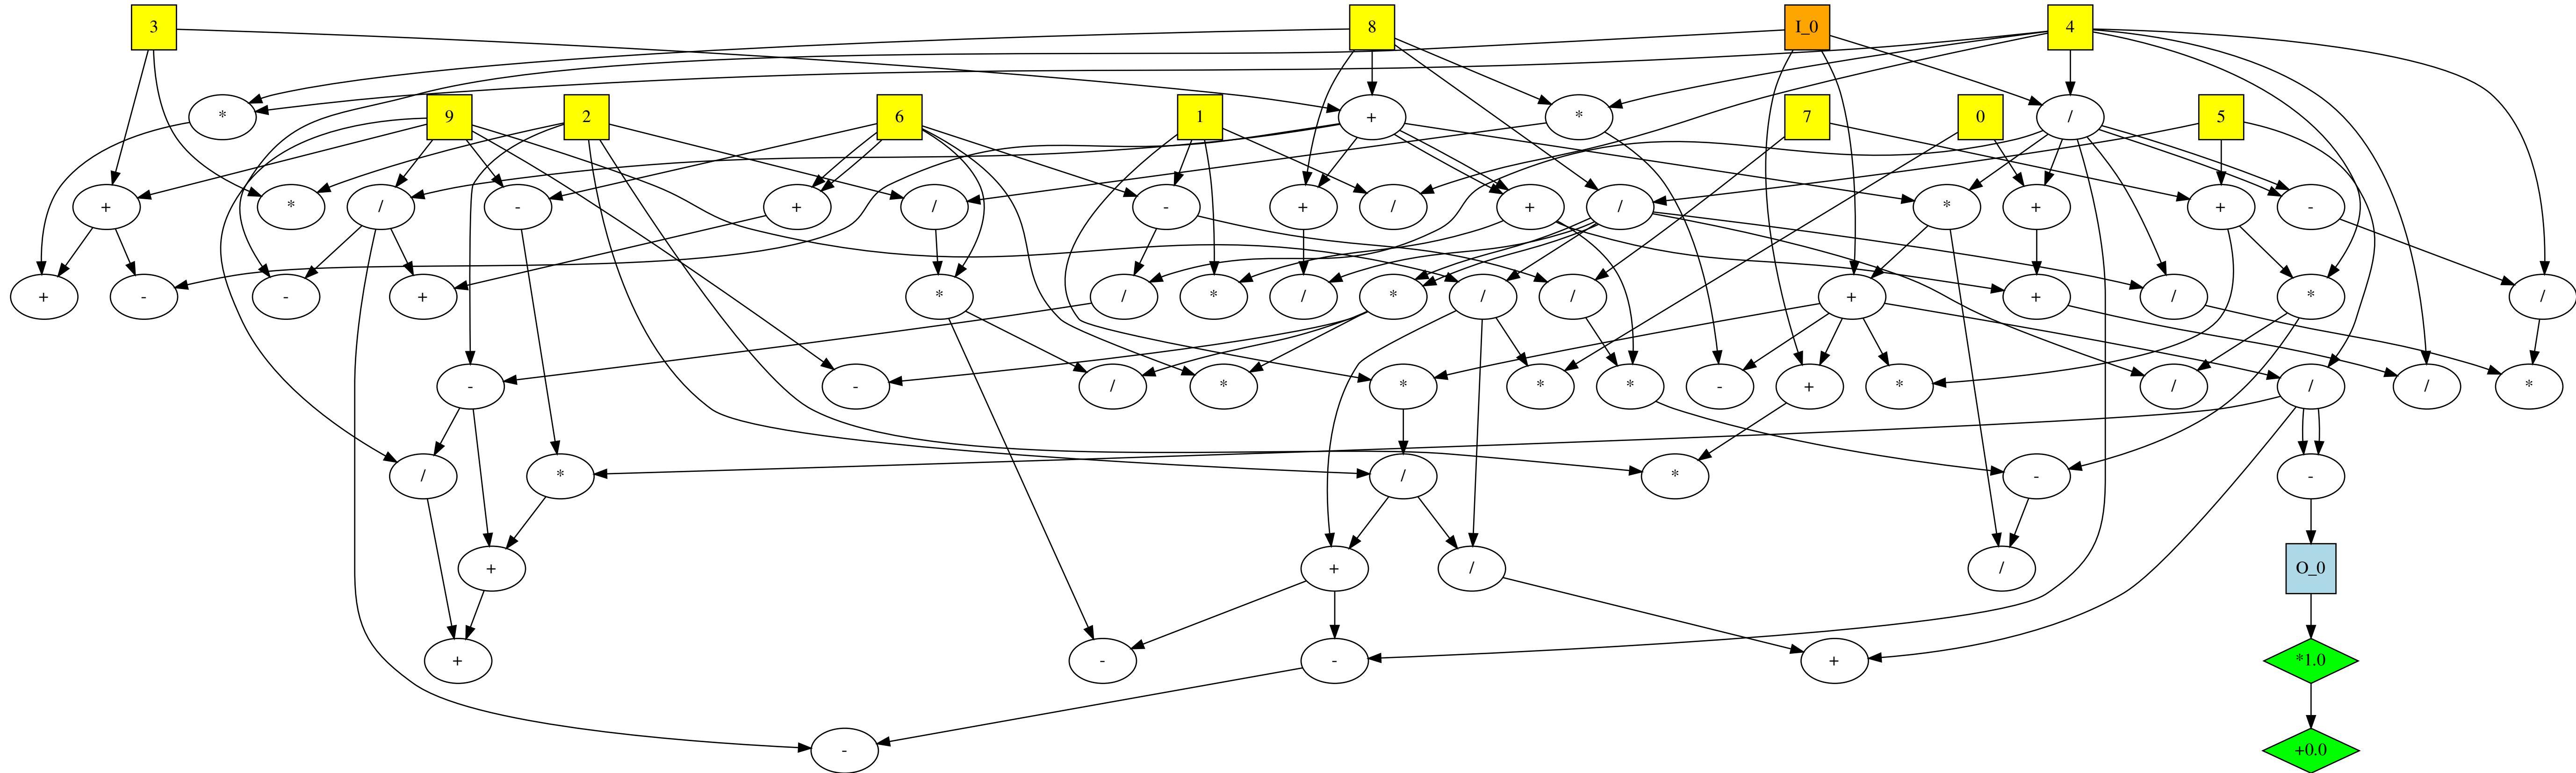 3 8 I_0 4
* 9 2 6 1 + * 7 0 / 5
+ * / - + / - + / + / * + + -
+ - - + * / * / * / / + + / /
- - / * * * * - + * / / / *
/ * / * - -
+ + / / O_0
+ - - + *1.0
- +0.0